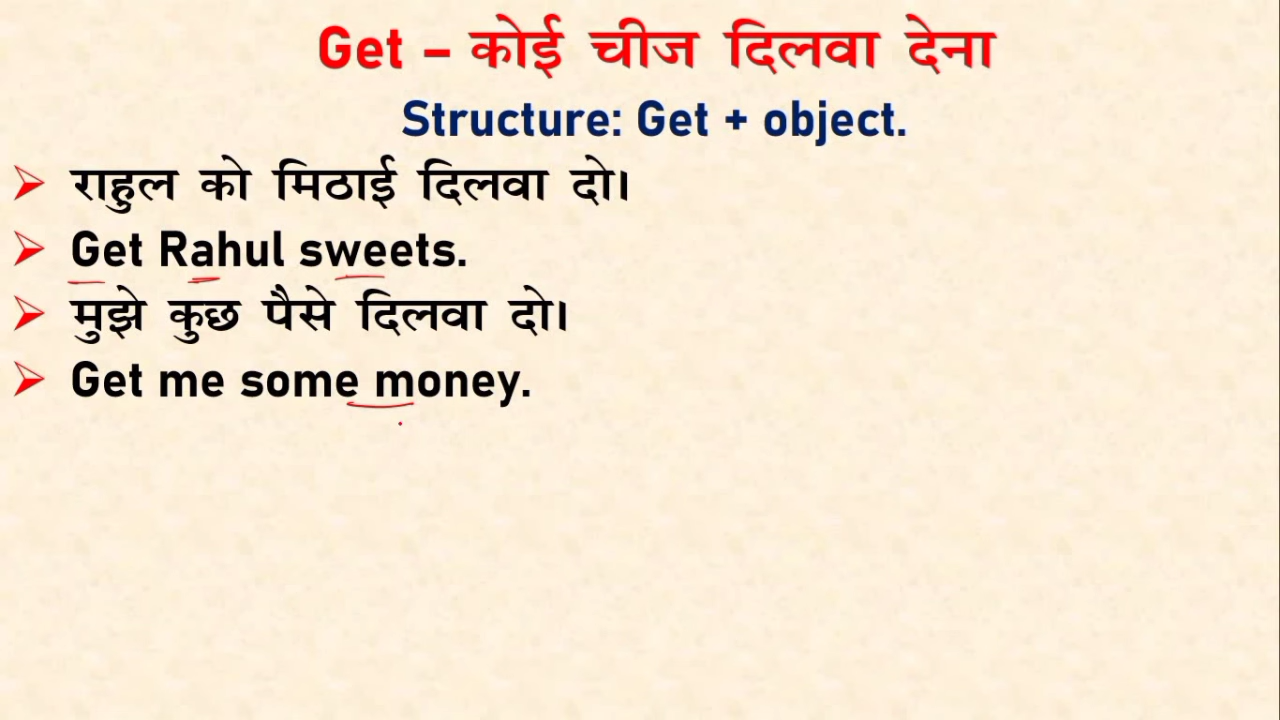 Get – कोई चीज दिलवा देना
Structure: Get + object.
राहुल को मिठाई दिलवा दो।
Get Rahul sweets.
मुझे कुछ पैसे दिलवा दो।
Get me some money.